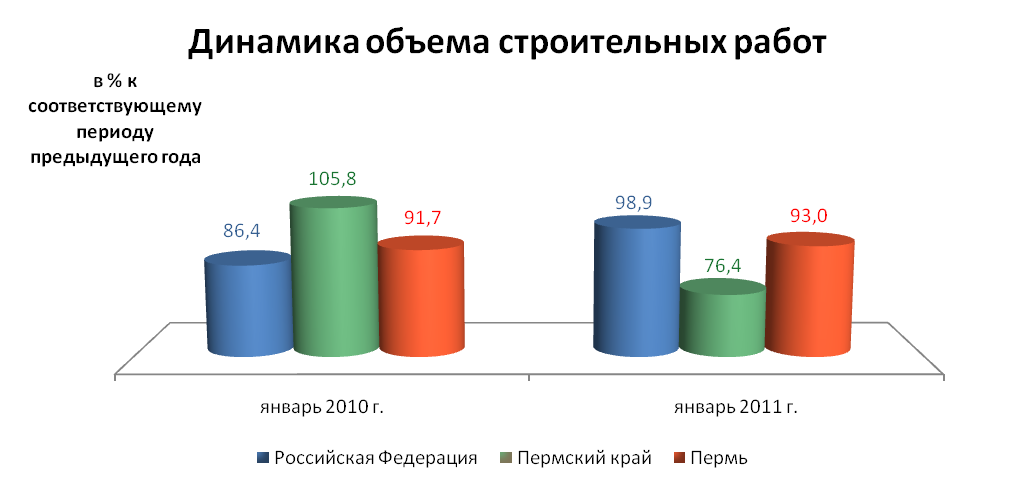 Динамика объема строительных работ
в % к
соответствующему
периоду
предыдущего года
86,4
105,8
91,7
98,9
76,4
93,0
январь 2010 г.
январь 2011 г.
Российская Федерация
Пермский край
Пермь